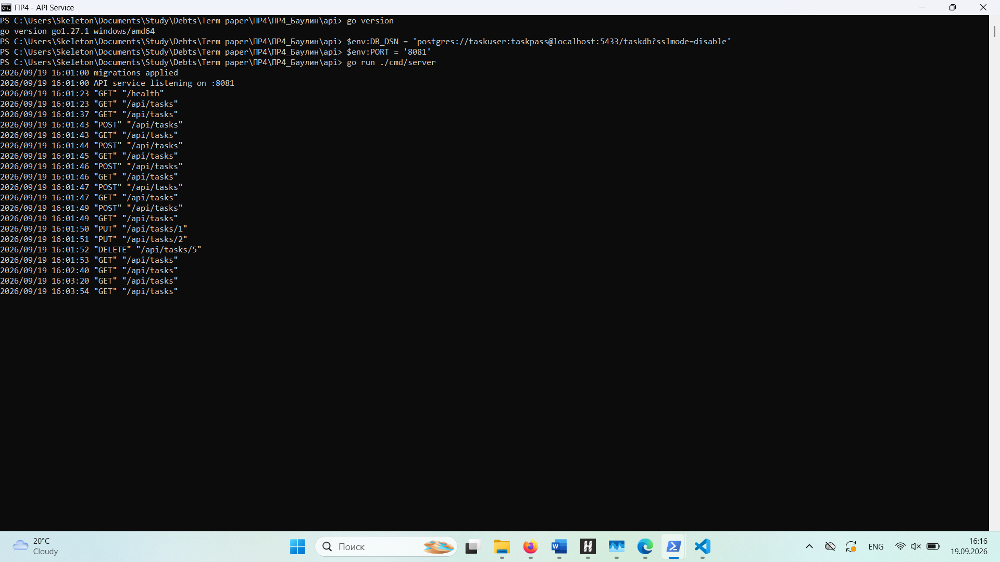 ПР4 - API Service
PS C:\Users\Skeleton\Documents\Study\Debts\Term paper\ПР4\ПР4_Баулин\api> go version
go version go1.27.1 windows/amd64
PS C:\Users\Skeleton\Documents\Study\Debts\Term paper\ПР4\ПР4_Баулин\api> $env:DB_DSN = 'postgres://taskuser:taskpass@localhost:5433/taskdb?sslmode=disable'
PS C:\Users\Skeleton\Documents\Study\Debts\Term paper\ПР4\ПР4_Баулин\api> $env:PORT = '8081'
PS C:\Users\Skeleton\Documents\Study\Debts\Term paper\ПР4\ПР4_Баулин\api> go run ./cmd/server
2026/09/19 16:01:00 migrations applied
2026/09/19 16:01:00 API service listening on :8081
2026/09/19 16:01:23 "GET" "/health"
2026/09/19 16:01:23 "GET" "/api/tasks"
2026/09/19 16:01:37 "GET" "/api/tasks"
2026/09/19 16:01:43 "POST" "/api/tasks"
2026/09/19 16:01:43 "GET" "/api/tasks"
2026/09/19 16:01:44 "POST" "/api/tasks"
2026/09/19 16:01:45 "GET" "/api/tasks"
2026/09/19 16:01:46 "POST" "/api/tasks"
2026/09/19 16:01:46 "GET" "/api/tasks"
2026/09/19 16:01:47 "POST" "/api/tasks"
2026/09/19 16:01:47 "GET" "/api/tasks"
2026/09/19 16:01:49 "POST" "/api/tasks"
2026/09/19 16:01:49 "GET" "/api/tasks"
2026/09/19 16:01:50 "PUT" "/api/tasks/1"
2026/09/19 16:01:51 "PUT" "/api/tasks/2"
2026/09/19 16:01:52 "DELETE" "/api/tasks/5"
2026/09/19 16:01:53 "GET" "/api/tasks"
2026/09/19 16:02:40 "GET" "/api/tasks"
2026/09/19 16:03:20 "GET" "/api/tasks"
2026/09/19 16:03:54 "GET" "/api/tasks"
20°C
Cloudy
Поиск
ENG
16:16
19.09.2026